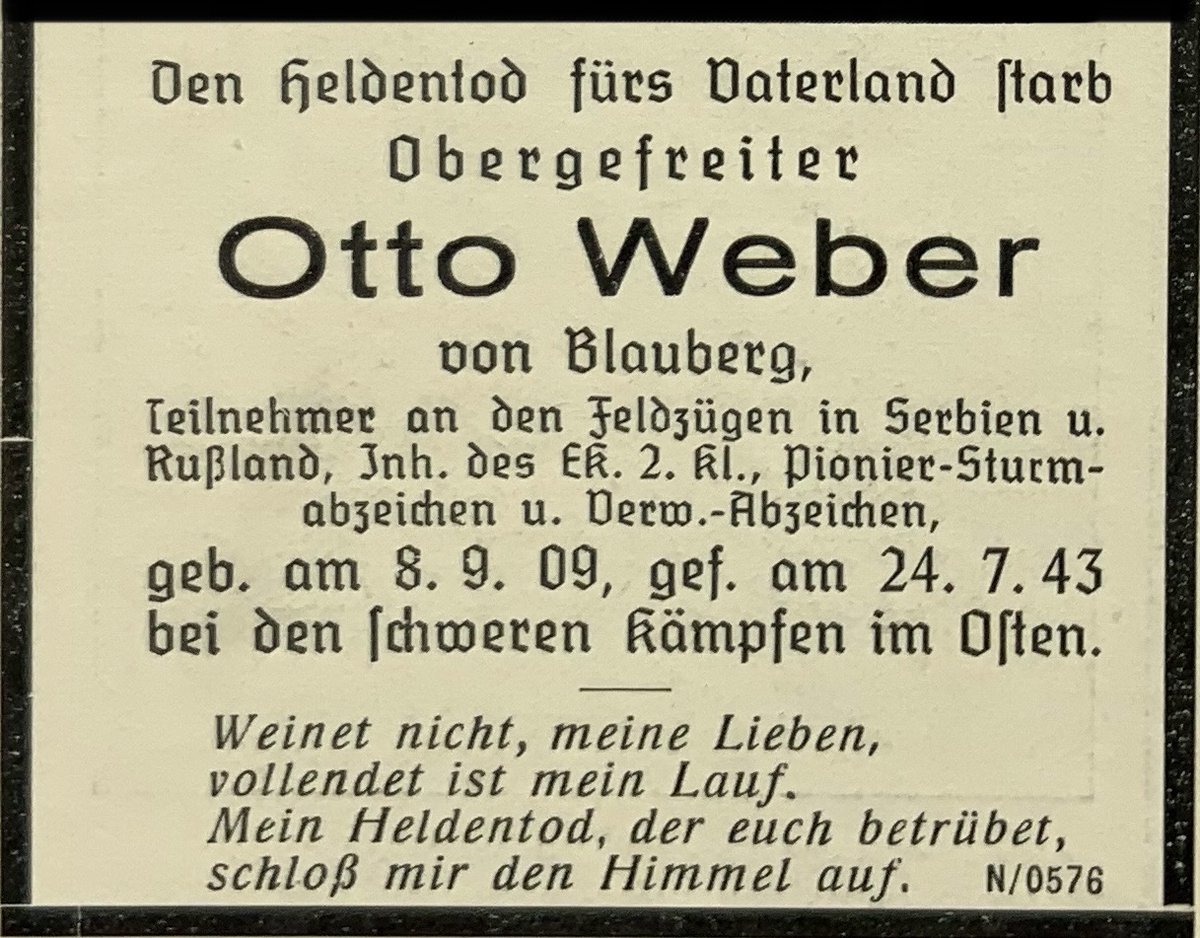 Den Heldentod fürs Vaterland starb
Obergefreiter
Otto Weber
von Blauberg,
Teilnehmer an den Feldzügen in Serbien u.
Rußland, Inh. des EK. 2. Kl., Pionier-Sturm-
abzeichen u. Verw.-Abzeichen,
geb. am 8. 9. 09, gef. am 24. 7. 43
bei den schweren Kämpfen im Osten.
Weinet nicht, meine Lieben,
vollendet ist mein Lauf.
Mein Heldentod, der euch betrübet,
schloß mir den Himmel auf. N/0576